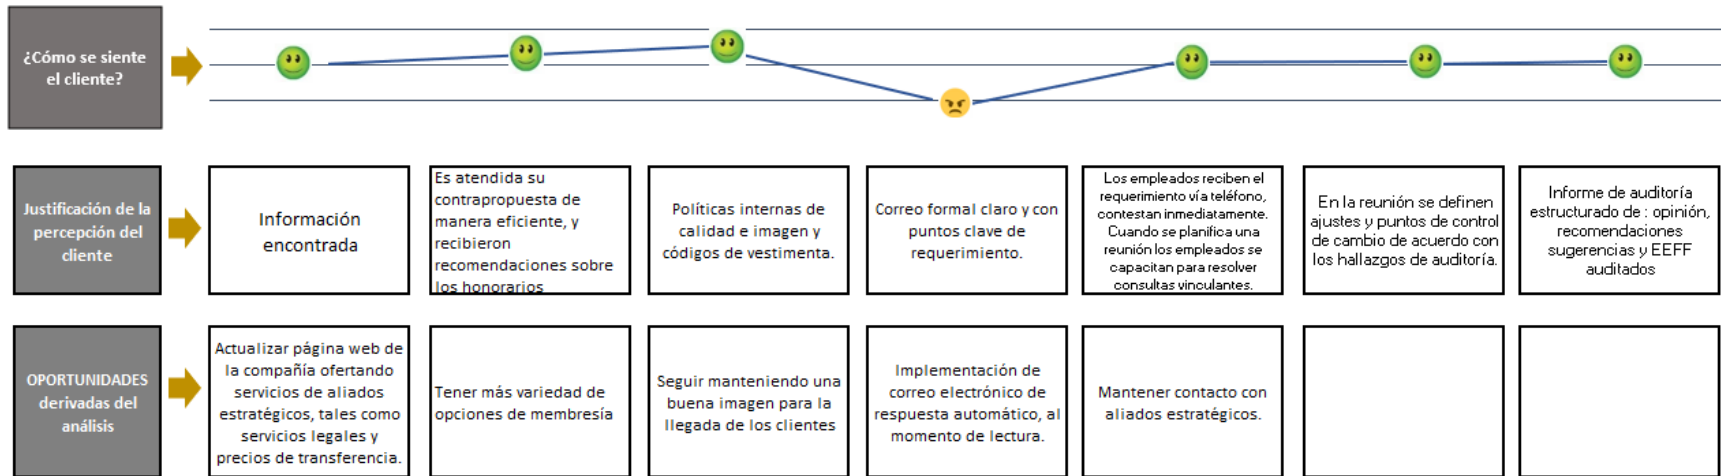 ¿Cómo se siente
el cliente?
Justificación de la
percepción del
cliente
Información
encontrada
Es atendida su
contrapropuesta de
manera eficiente, y
recibieron
recomendaciones sobre
los honorarios
Políticas internas de
calidad e imagen y
códigos de vestimenta.
Correo formal claro y con
puntos clave de
requerimiento.
Los empleados reciben el
requerimiento vía teléfono,
contestan inmediatamente.
Cuando se planifica una
reunión los empleados se
capacitan para resolver
consultas vinculantes.
En la reunión se definen
ajustes y puntos de control
de cambio de acuerdo con
los hallazgos de auditoría.
Informe de auditoría
estructurado de : opinión,
recomendaciones
sugerencias y EEFF
auditados
OPORTUNIDADES
derivadas del
análisis
Actualizar página web de
la compañía ofertando
servicios de aliados
estratégicos, tales como
servicios legales y
precios de transferencia.
Tener más variedad de
opciones de membresía
Seguir manteniendo una
buena imagen para la
llegada de los clientes
Implementación de
correo electrónico de
respuesta automático, al
momento de lectura.
Mantener contacto con
aliados estratégicos.